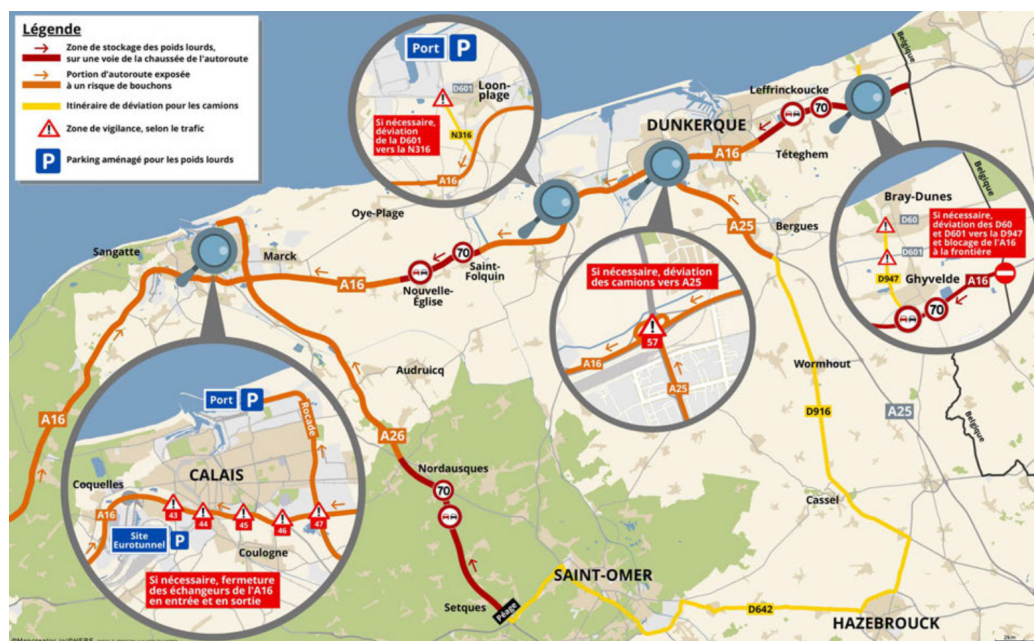 Légende
Zone de stockage des poids lourds,
sur une voie de la chaussée de l'autoroute
Portion d'autoroute exposée
à un risque de bouchons
Itinéraire de déviation pour les camions
Zone de vigilance, selon le trafic
P
Parking aménagé pour les poids lourds
Port P
D601
Loon-
plage
Si nécessaire,
déviation
de la D601
vers la N316
N316
A16
Belgique
Leffrinckoucke
70
DUNKERQUE
A16
Téteghem
Oye-Plage
A25
Bergues
Sangatte
Marck
70
Saint-
Folquin
A16
Nouvelle-
Église
Belgique
Bray-Dunes
D60
D601
Si nécessaire,
déviation des D60
et D601 vers la D947
et blocage de l'A16
à la frontière
D947
Ghyvelde
A16
70
Si nécessaire, déviation
des camions vers A25
57
A16
A25
Audruicq
Wormhout
A16
D916
A25
Belgique
A26
Port P
Rocade
CALAIS
Coquelles
A16
43
44
45
46
47
Site
Eurotunnel
P
Coulogne
Si nécessaire, fermeture
des échangeurs de l'A16
en entrée et en sortie
Nordausques
70
Cassel
SAINT-OMER
Setques
Péage
D642
HAZEBROUCK